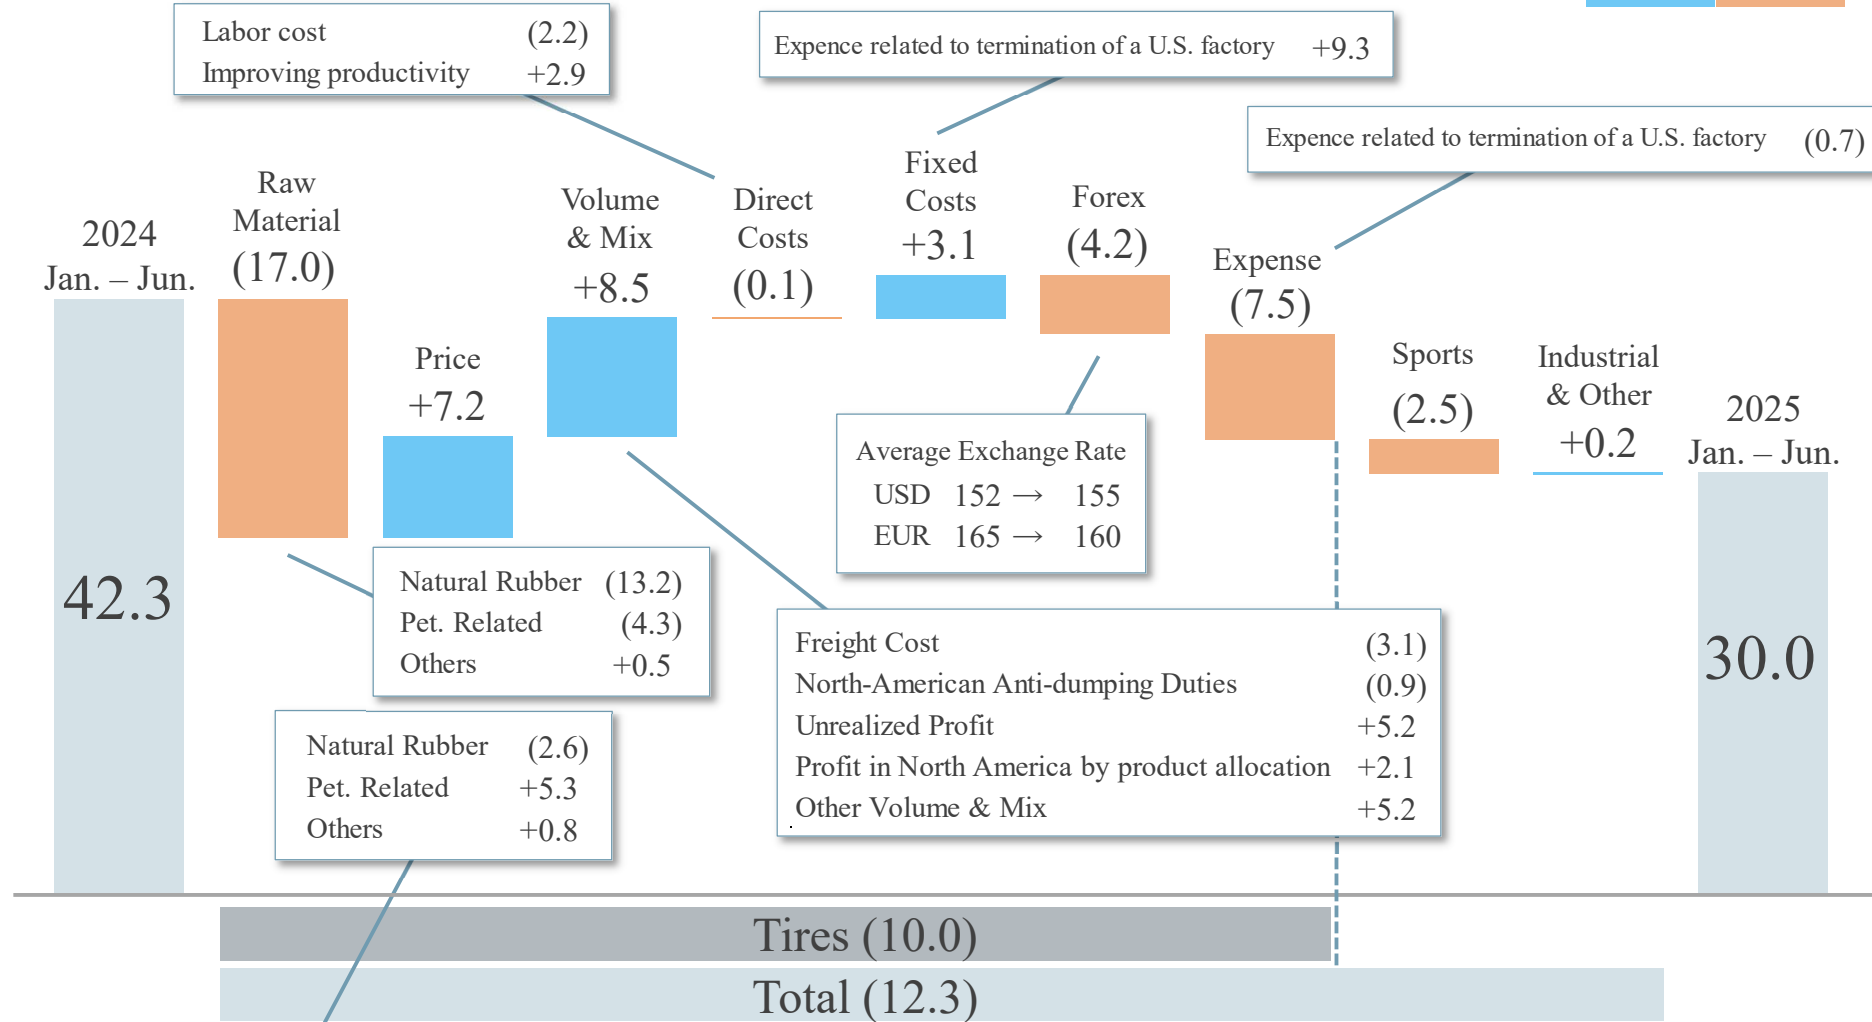 Labor cost (2.2)
Improving productivity +2.9
Expence related to termination of a U.S. factory +9.3
Expence related to termination of a U.S. factory (0.7)
2024
Jan. – Jun.
42.3
Raw
Material
(17.0)
Price
+7.2
Volume
& Mix
+8.5
Direct
Costs
(0.1)
Fixed
Costs
+3.1
Forex
(4.2)
Expense
(7.5)
Sports
(2.5)
Industrial
& Other
+0.2
2025
Jan. – Jun.
30.0
Average Exchange Rate
USD 152 → 155
EUR 165 → 160
Natural Rubber (13.2)
Pet. Related (4.3)
Others +0.5
Freight Cost (3.1)
North-American Anti-dumping Duties (0.9)
Unrealized Profit +5.2
Profit in North America by product allocation +2.1
Other Volume & Mix +5.2
Natural Rubber (2.6)
Pet. Related +5.3
Others +0.8
Tires (10.0)
Total (12.3)